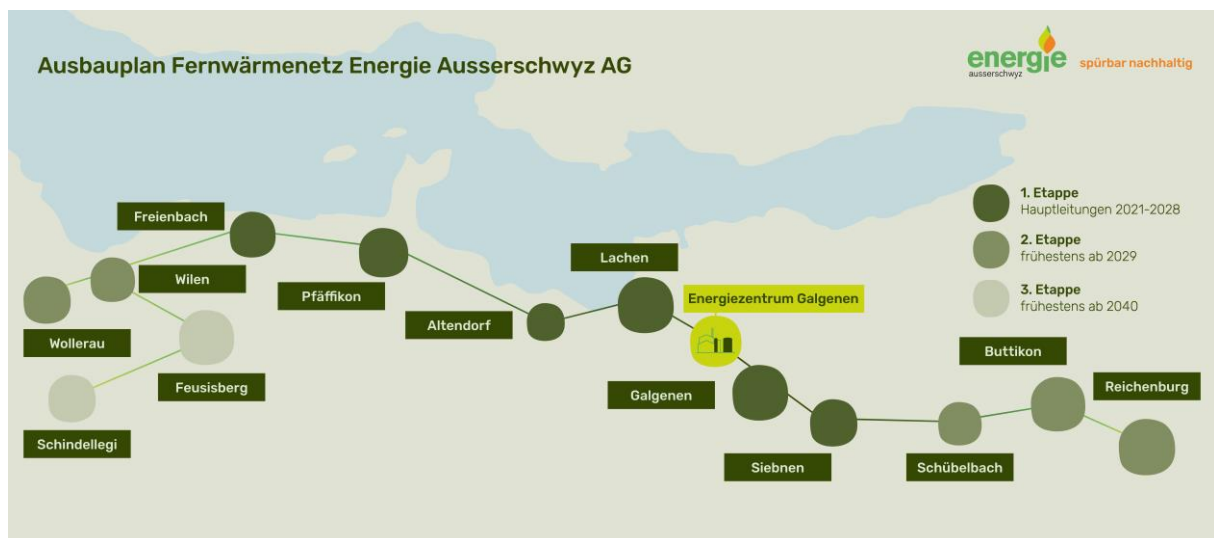 Ausbauplan Fernwärmenetz Energie Ausserschwyz AG
energie
ausserschwyz
spürbar nachhaltig
1. Etappe
Hauptleitungen 2021-2028
2. Etappe
frühestens ab 2029
3. Etappe
frühestens ab 2040
Freienbach
Wilen
Wollerau
Pfäffikon
Feusisberg
Schindellegi
Altendorf
Lachen
Energiezentrum Galgenen
Galgenen
Siebnen
Schübelbach
Buttikon
Reichenburg